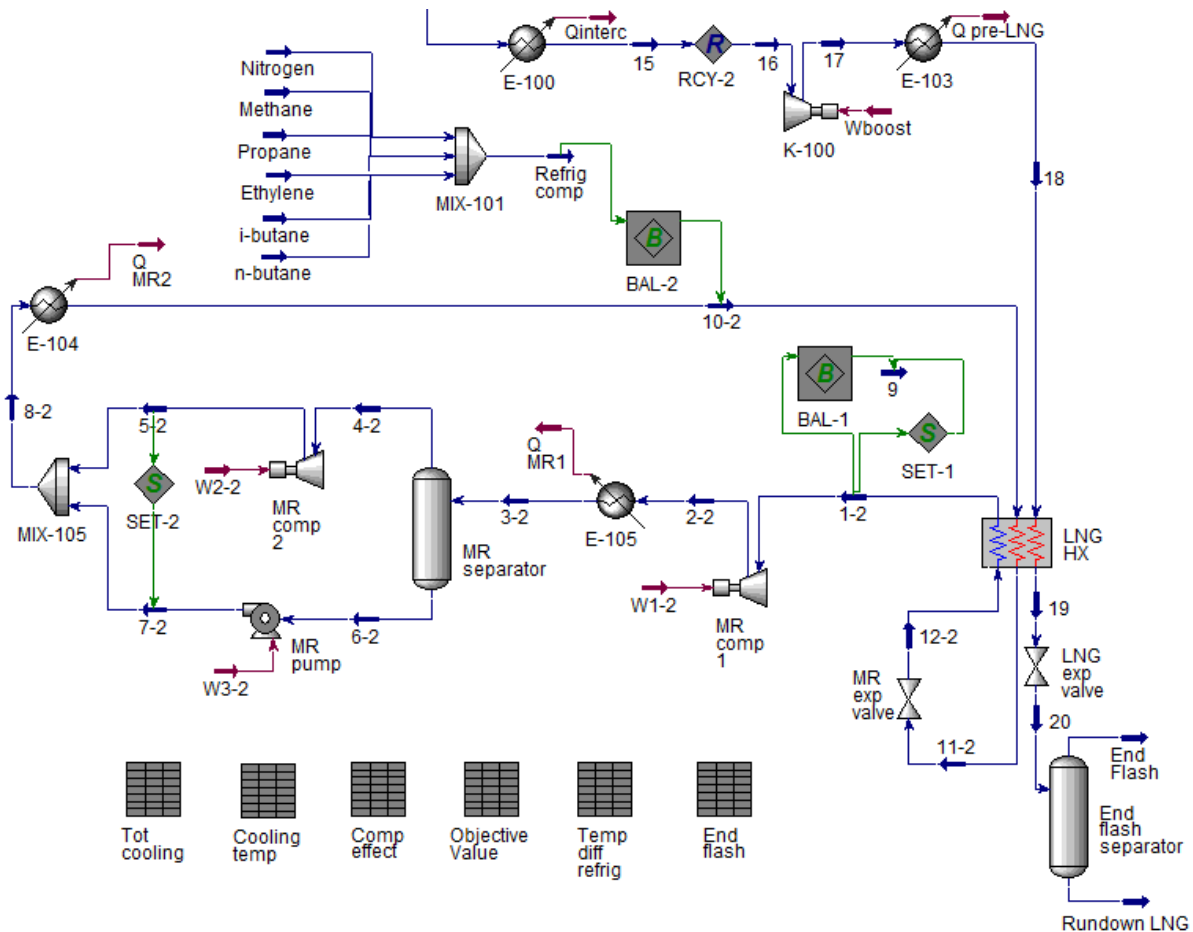 Qinterc
Q pre-LNG
E-100
15
R
RCY-2
16
17
E-103
Wboost
K-100
Nitrogen
Methane
Propane
Ethylene
i-butane
n-butane
MIX-101
Refrig
comp
B
BAL-2
18
Q
MR2
E-104
10-2
B
BAL-1
9
S
SET-1
8-2
5-2
4-2
Q
MR1
W2-2
MR
comp
2
S
SET-2
MIX-105
3-2
E-105
2-2
1-2
LNG
HX
MR
separator
W1-2
MR
comp
1
7-2
MR
pump
6-2
W3-2
12-2
MR
exp
valve
11-2
19
LNG
exp
valve
20
End
Flash
End
flash
separator
Rundown LNG
Tot
cooling
Cooling
temp
Comp
effect
Objective
Value
Temp
diff
refrig
End
flash